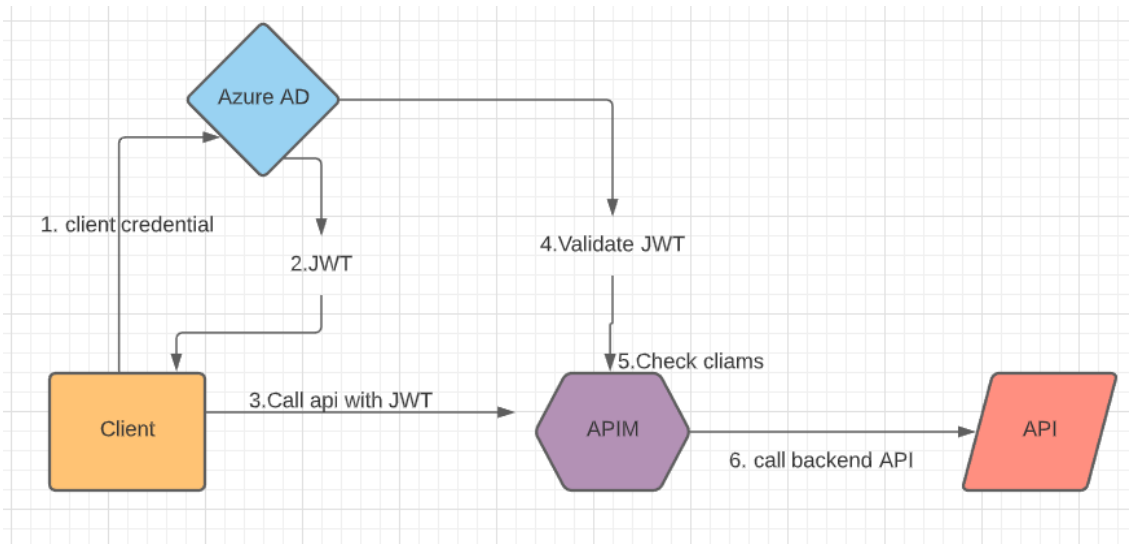 Azure AD
1. client credential
2.JWT
4.Validate JWT
5.Check cliams
3.Call api with JWT
Client
APIM
API
6. call backend API